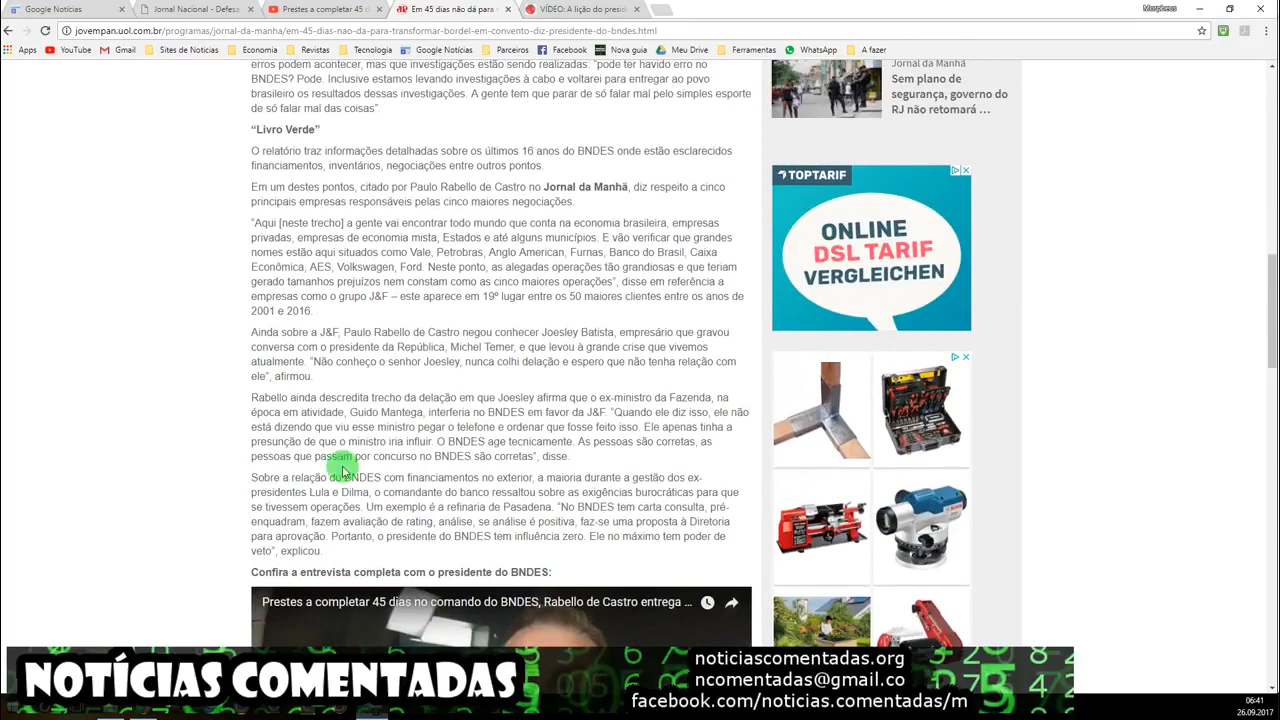 Google Notícias
Jornal Nacional - Defesa
Prestes a completar 45 di
Em 45 dias não dá para
VÍDEO: A lição do presid
Morpheus
jovempan.uol.com.br/programas/jornal-da-manha/em-45-dias-nao-da-para-transformar-bordel-em-convento-diz-presidente-do-bndes.html
Apps YouTube Gmail Sites de Notícias Economia Revistas Tecnologia Google Notícias Parceiros Facebook Nova guia Meu Drive Ferramentas WhatsApp A fazer
erros podem acontecer, mas que investigações estão sendo realizadas: “pode ter havido erro no
BNDES? Pode. Inclusive estamos levando investigações à cabo e voltarei para entregar ao povo
brasileiro os resultados dessas investigações. A gente tem que parar de só falar mal pelo simples esporte
de só falar mal das coisas”.
“Livro Verde”
O relatório traz informações detalhadas sobre os últimos 16 anos do BNDES onde estão esclarecidos
financiamentos, inventários, negociações entre outros pontos.
Em um destes pontos, citado por Paulo Rabello de Castro no Jornal da Manhã, diz respeito a cinco
principais empresas responsáveis pelas cinco maiores negociações.
“Aqui [neste trecho] a gente vai encontrar todo mundo que conta na economia brasileira, empresas
privadas, empresas de economia mista, Estados e até alguns municípios. E vão verificar que grandes
nomes estão aqui situados como Vale, Petrobras, Anglo American, Furnas, Banco do Brasil, Caixa
Econômica, AES, Volkswagen, Ford. Neste ponto, as alegadas operações tão grandiosas e que teriam
gerado tamanhos prejuízos nem constam como as cinco maiores operações”, disse em referência a
empresas como o grupo J&F – este aparece em 19º lugar entre os 50 maiores clientes entre os anos de
2001 e 2016.
Ainda sobre a J&F, Paulo Rabello de Castro negou conhecer Joesley Batista, empresário que gravou
conversa com o presidente da República, Michel Temer, e que levou à grande crise que vivemos
atualmente. “Não conheço o senhor Joesley, nunca colhi delação e espero que não tenha relação com
ele”, afirmou.
Rabello ainda descredita trecho da delação em que Joesley afirma que o ex-ministro da Fazenda, na
época em atividade, Guido Mantega, interferia no BNDES em favor da J&F. “Quando ele diz isso, ele não
está dizendo que viu esse ministro pegar o telefone e ordenar que fosse feito isso. Ele apenas tinha a
presunção de que o ministro iria influir. O BNDES age tecnicamente. As pessoas são corretas, as
pessoas que passam por concurso no BNDES são corretas”, disse.
Sobre a relação do BNDES com financiamentos no exterior, a maioria durante a gestão dos ex-
presidentes Lula e Dilma, o comandante do banco ressaltou sobre as exigências burocráticas para que
se tivessem operações. Um exemplo é a refinaria de Pasadena. “No BNDES tem carta consulta, pré-
enquadram, fazem avaliação de rating, análise, se análise é positiva, faz-se uma proposta à Diretoria
para aprovação. Portanto, o presidente do BNDES tem influência zero. Ele no máximo tem poder de
veto”, explicou.
Confira a entrevista completa com o presidente do BNDES:
Prestes a completar 45 dias no comando do BNDES, Rabello de Castro entrega ...
Jornal da Manhã
Sem plano de
segurança, governo do
RJ não retomará ...
TOPTARIF
ONLINE
DSL TARIF
VERGLEICHEN
NOTÍCIAS COMENTADAS
noticiascomentadas.org
ncomentadas@gmail.co
facebook.com/noticias.comentadas/m
06:41
26.09.2017